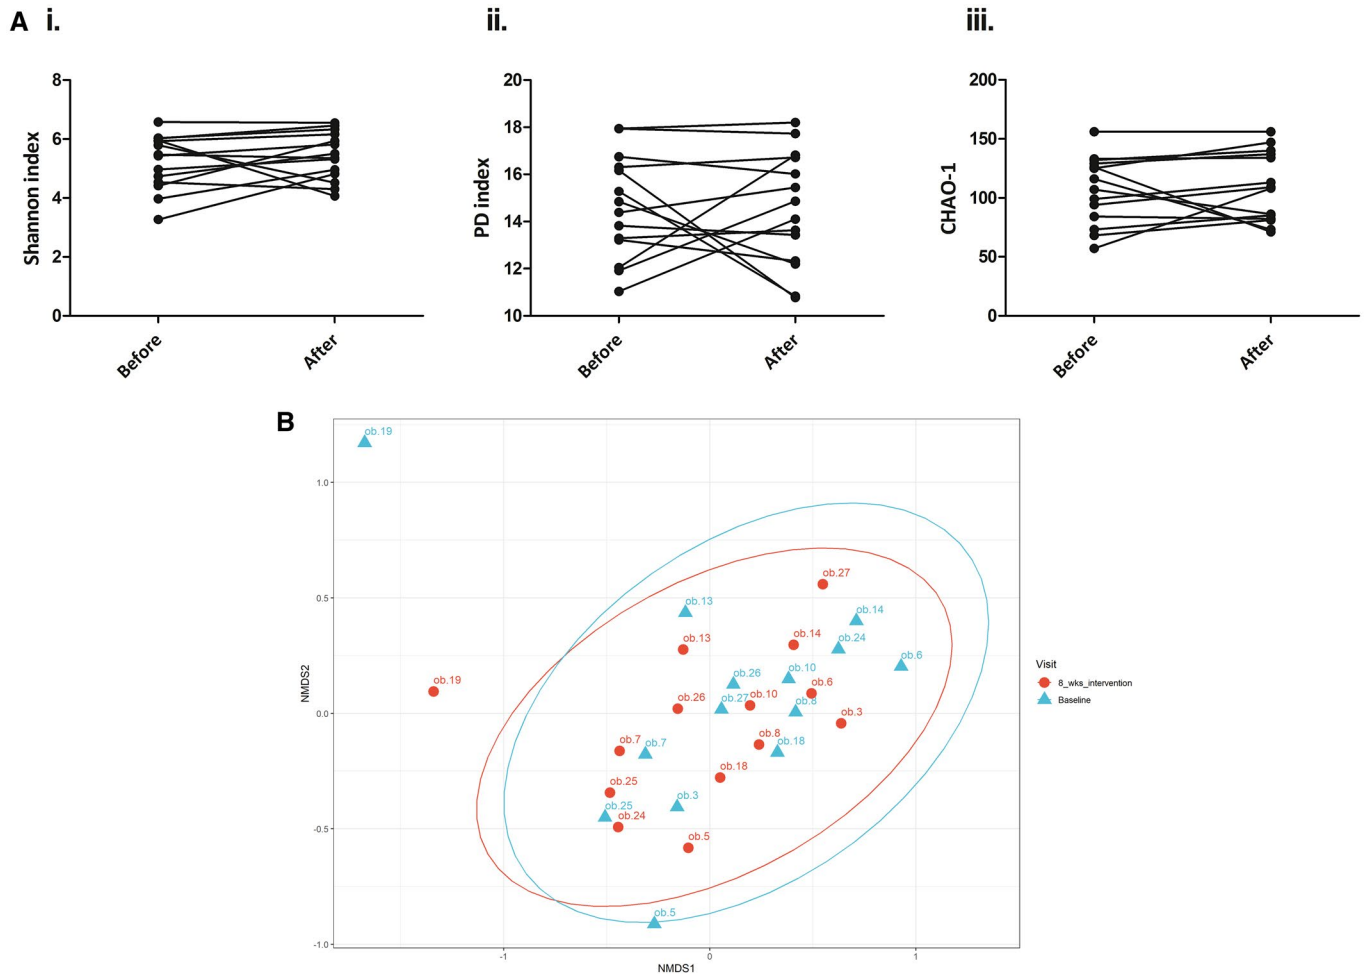 A i. ii. iii.
8
6
4
2
0
Shannon index
Before
After
20
18
16
14
12
10
PD index
Before
After
200
150
100
50
0
CHAO-1
Before
After
B
ob.19
ob.27
ob.13
ob.14
ob.13
ob.14
ob.24
ob.6
ob.26
ob.10
ob.19
ob.6
ob.26
ob.27
ob.10
ob.8
ob.3
ob.7
ob.7
ob.8
ob.18
ob.18
ob.25
ob.3
ob.25
ob.24
ob.5
ob.5
1.0
0.5
0.0
-0.5
-1.0
NMDS2
-1
0
1
NMDS1
Visit
8_wks_intervention
Baseline